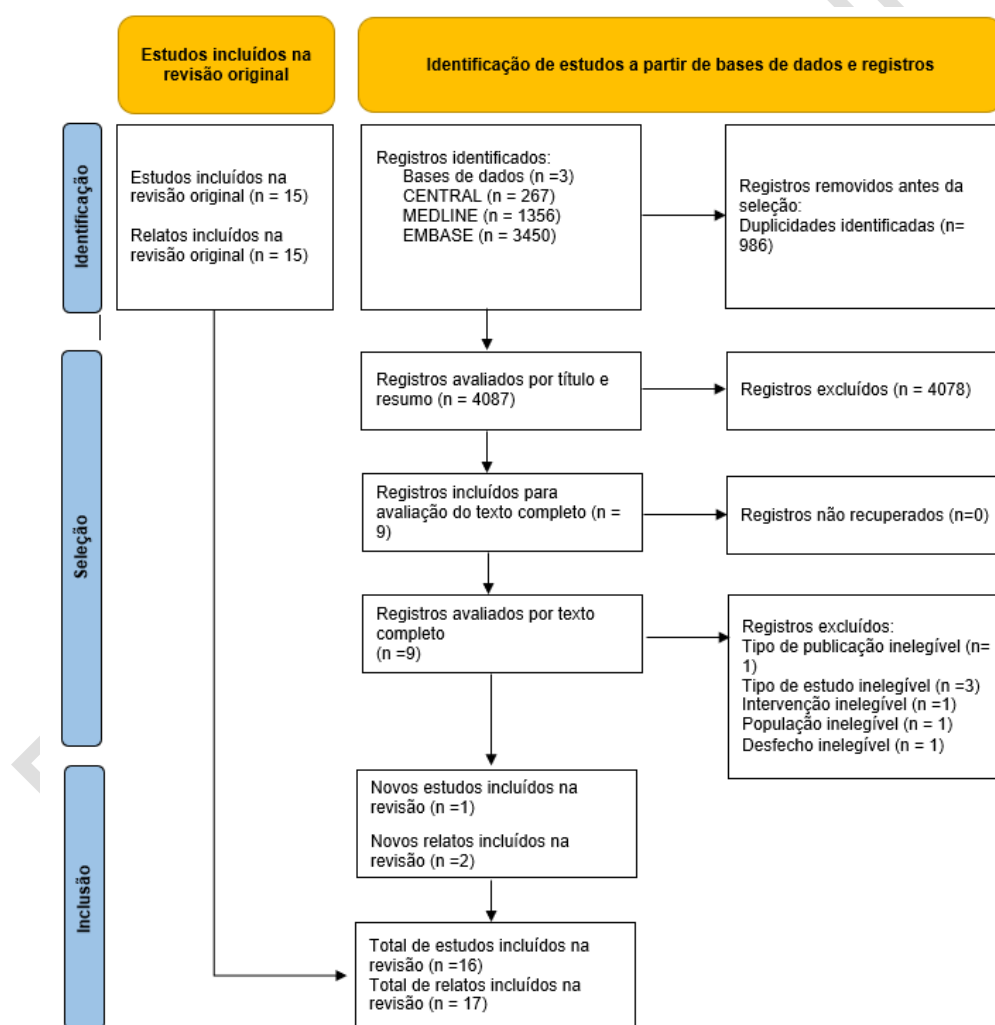 Estudos incluídos na
revisão original
Identificação de estudos a partir de bases de dados e registros
Identificação
Estudos incluídos na
revisão original (n = 15)
Relatos incluídos na
revisão original (n = 15)
Registros identificados:
Bases de dados (n =3)
CENTRAL (n = 267)
MEDLINE (n = 1356)
EMBASE (n = 3450)
Registros removidos antes da
seleção:
Duplicidades identificadas (n=
986)
Seleção
Registros avaliados por título e
resumo (n = 4087)
Registros excluídos (n = 4078)
Registros incluídos para
avaliação do texto completo (n =
9)
Registros não recuperados (n=0)
Registros avaliados por texto
completo
(n =9)
Registros excluídos:
Tipo de publicação inelegível (n=
1)
Tipo de estudo inelegível (n =3)
Intervenção inelegível (n =1)
População inelegível (n = 1)
Desfecho inelegível (n = 1)
Inclusão
Novos estudos incluídos na
revisão (n =1)
Novos relatos incluídos na
revisão (n =2)
Total de estudos incluídos na
revisão (n =16)
Total de relatos incluídos na
revisão (n = 17)